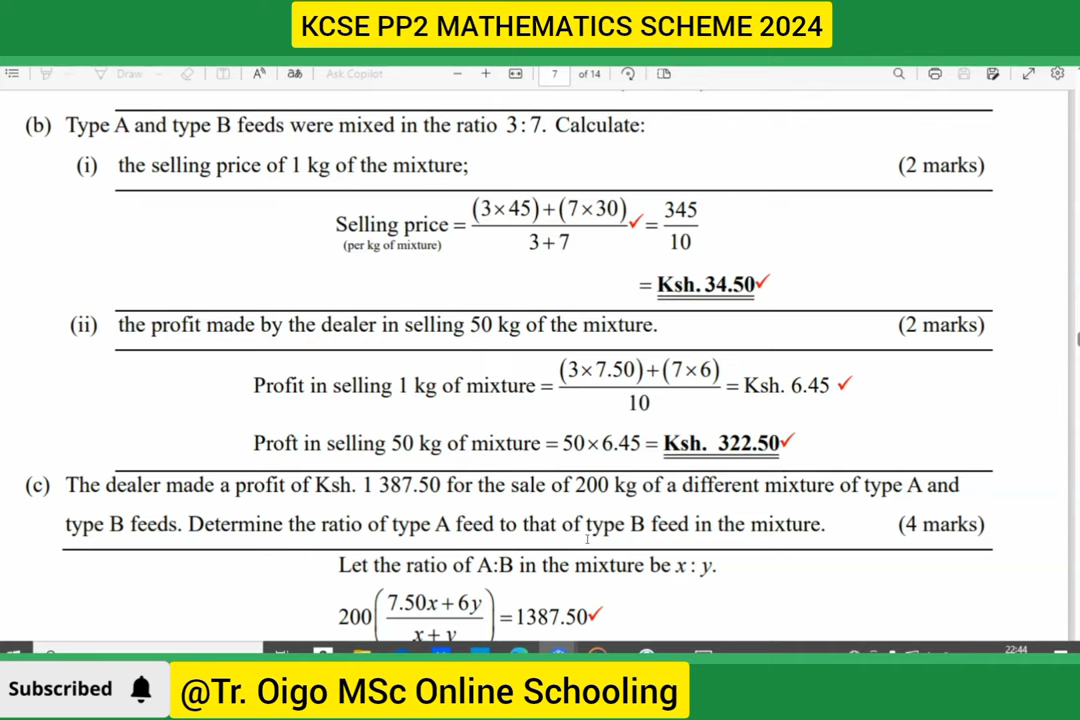 KCSE PP2 MATHEMATICS SCHEME 2024
Draw
Ask Copilot
7 of 14
(b) Type A and type B feeds were mixed in the ratio 3:7. Calculate:
(i) the selling price of 1 kg of the mixture; (2 marks)
Selling price = (3×45)+(7×30) / 3+7 ✓ = 345 / 10
(per kg of mixture)
= Ksh. 34.50✓
(ii) the profit made by the dealer in selling 50 kg of the mixture. (2 marks)
Profit in selling 1 kg of mixture = (3×7.50)+(7×6) / 10 = Ksh. 6.45 ✓
Proft in selling 50 kg of mixture = 50×6.45 = Ksh. 322.50✓
(c) The dealer made a profit of Ksh. 1 387.50 for the sale of 200 kg of a different mixture of type A and
type B feeds. Determine the ratio of type A feed to that of type B feed in the mixture. (4 marks)
Let the ratio of A:B in the mixture be x : y.
200 ( 7.50x + 6y / x + y ) = 1387.50✓
22:44
Subscribed
@Tr. Oigo MSc Online Schooling